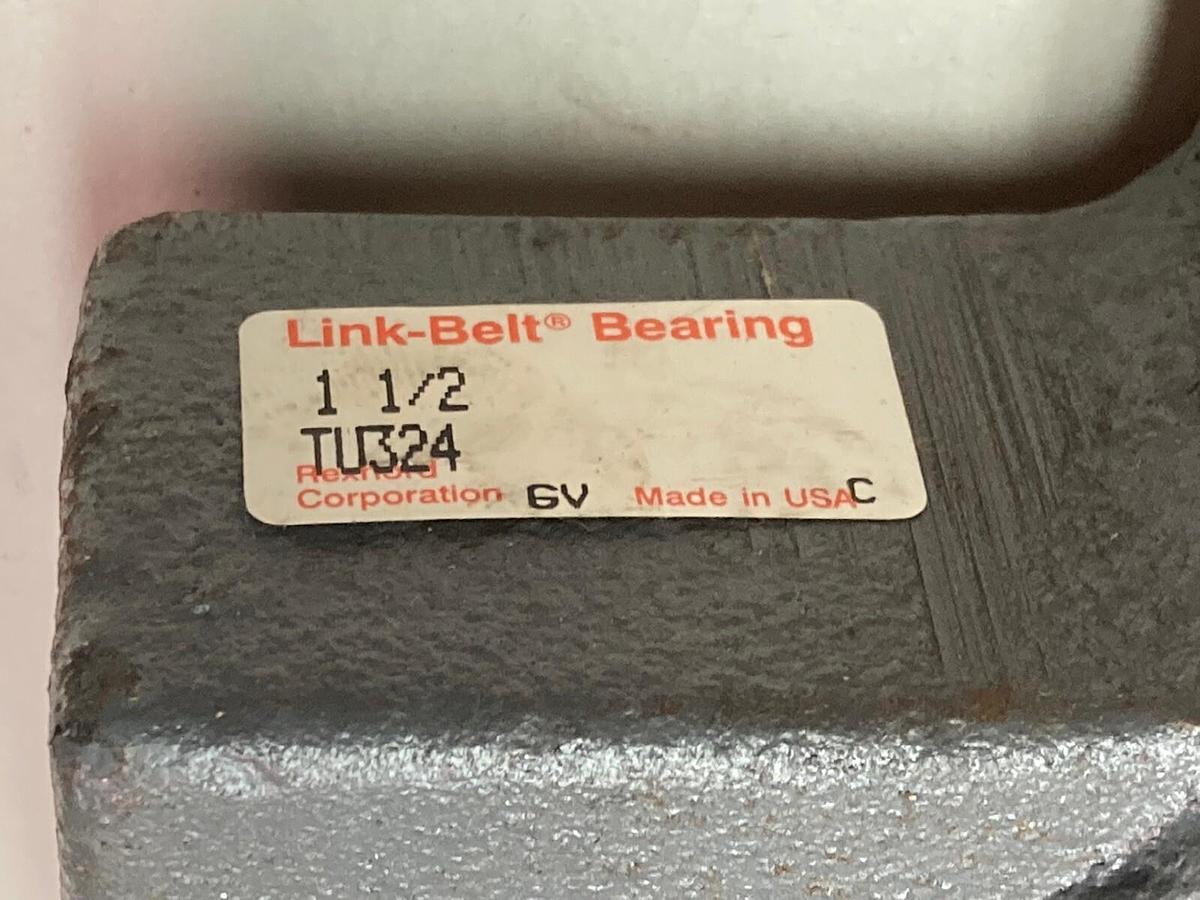 Link-Belt® Bearing
1 1/2
TU324
Rexnord
Corporation GV Made in USA C